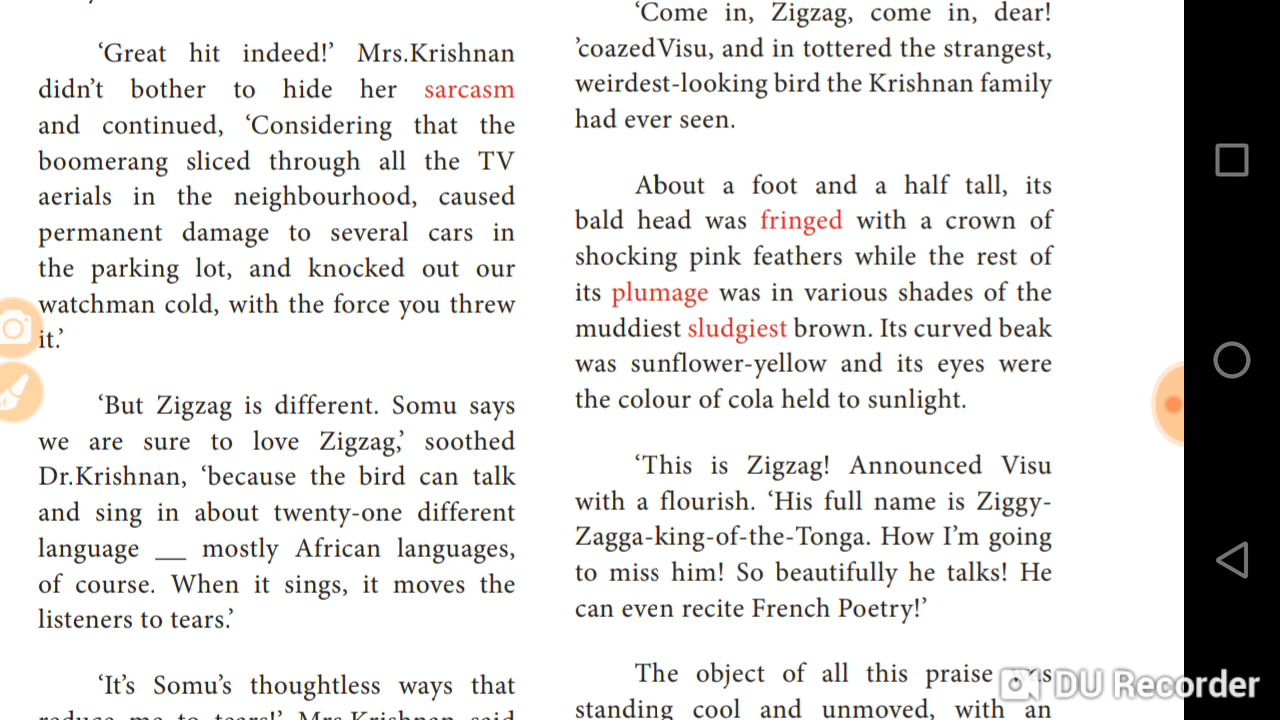 ‘Great hit indeed!’ Mrs.Krishnan
didn’t bother to hide her sarcasm
and continued, ‘Considering that the
boomerang sliced through all the TV
aerials in the neighbourhood, caused
permanent damage to several cars in
the parking lot, and knocked out our
watchman cold, with the force you threw
it.’
‘But Zigzag is different. Somu says
we are sure to love Zigzag,’ soothed
Dr.Krishnan, ‘because the bird can talk
and sing in about twenty-one different
language __ mostly African languages,
of course. When it sings, it moves the
listeners to tears.’
‘It’s Somu’s thoughtless ways that
reduce me to tears!’ Mrs.Krishnan said
‘Come in, Zigzag, come in, dear!
’coazedVisu, and in tottered the strangest,
weirdest-looking bird the Krishnan family
had ever seen.
About a foot and a half tall, its
bald head was fringed with a crown of
shocking pink feathers while the rest of
its plumage was in various shades of the
muddiest sludgiest brown. Its curved beak
was sunflower-yellow and its eyes were
the colour of cola held to sunlight.
‘This is Zigzag! Announced Visu
with a flourish. ‘His full name is Ziggy-
Zagga-king-of-the-Tonga. How I’m going
to miss him! So beautifully he talks! He
can even recite French Poetry!’
The object of all this praise was
standing cool and unmoved, with an
DU Recorder